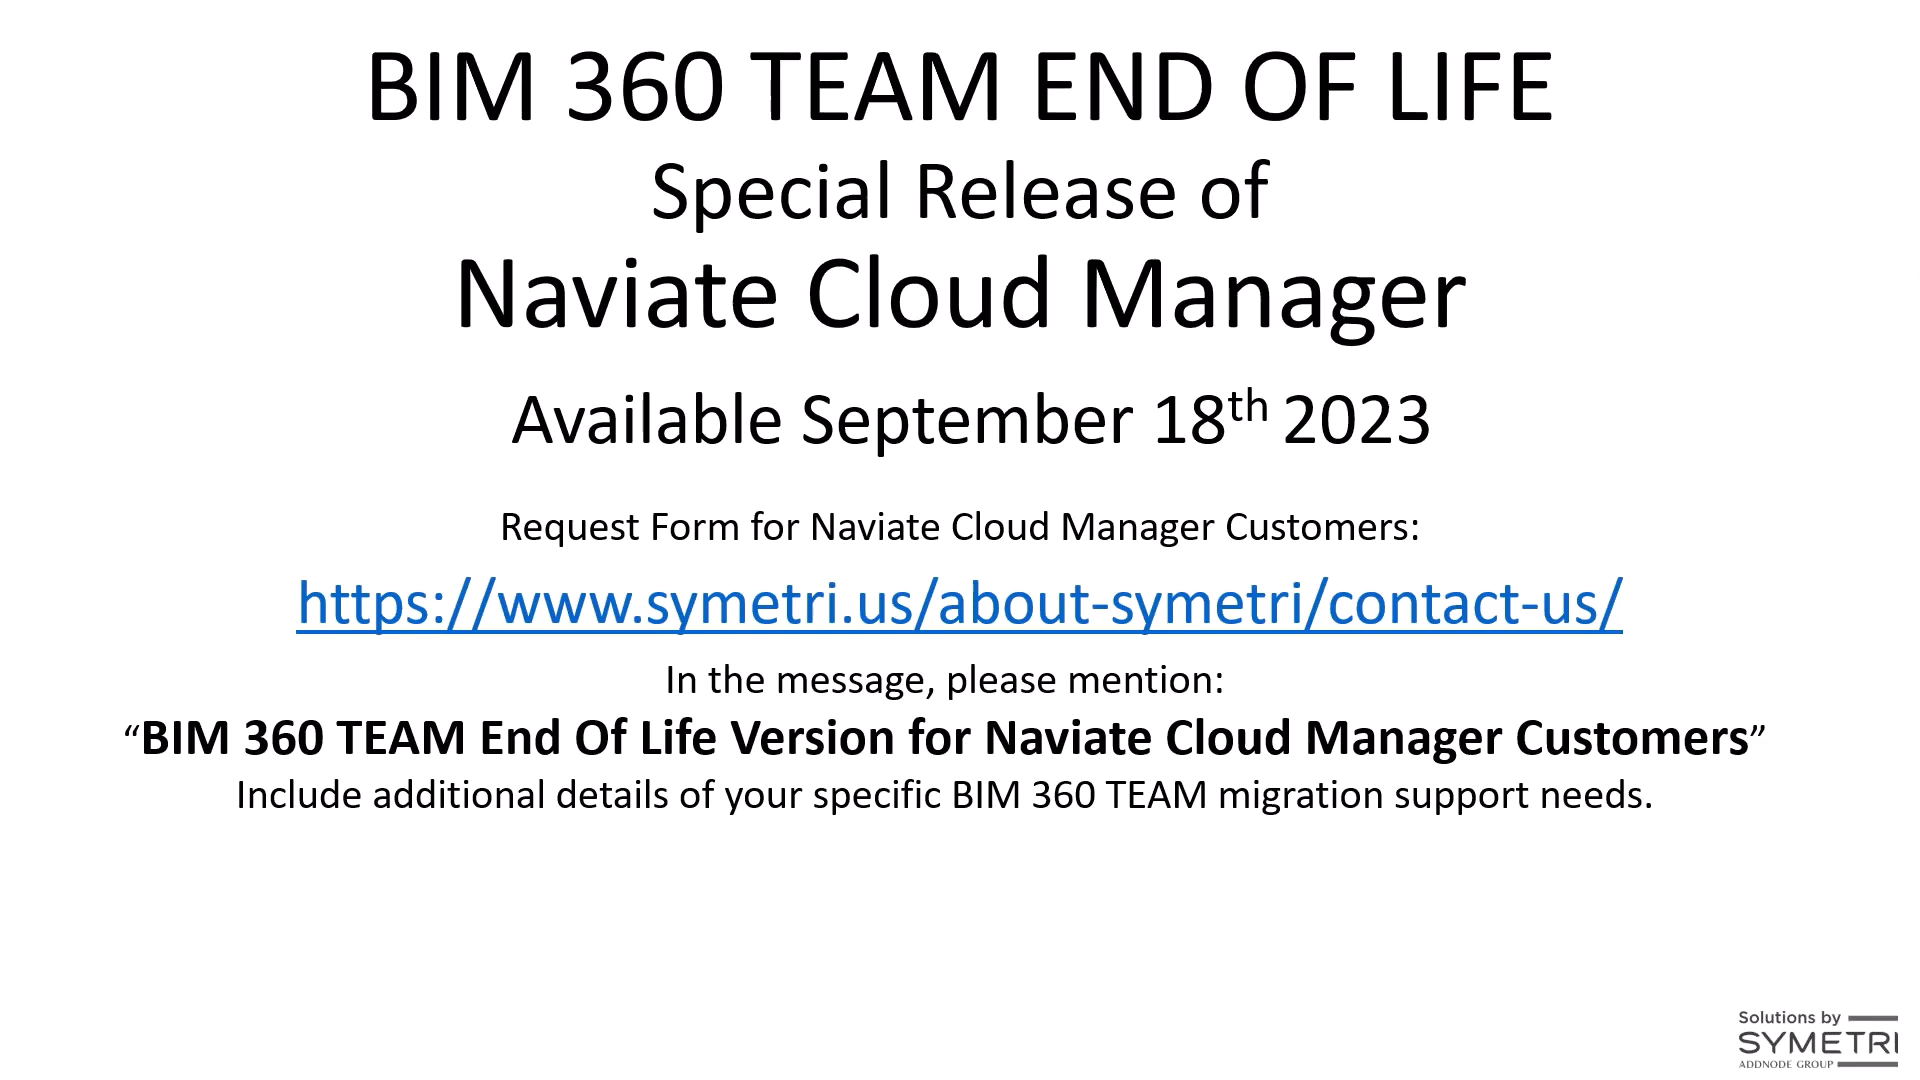 BIM 360 TEAM END OF LIFE
Special Release of
Naviate Cloud Manager
Available September 18th 2023
Request Form for Naviate Cloud Manager Customers:
https://www.symetri.us/about-symetri/contact-us/
In the message, please mention:
“BIM 360 TEAM End Of Life Version for Naviate Cloud Manager Customers”
Include additional details of your specific BIM 360 TEAM migration support needs.
Solutions by
SYMETRI
ADDNODE GROUP